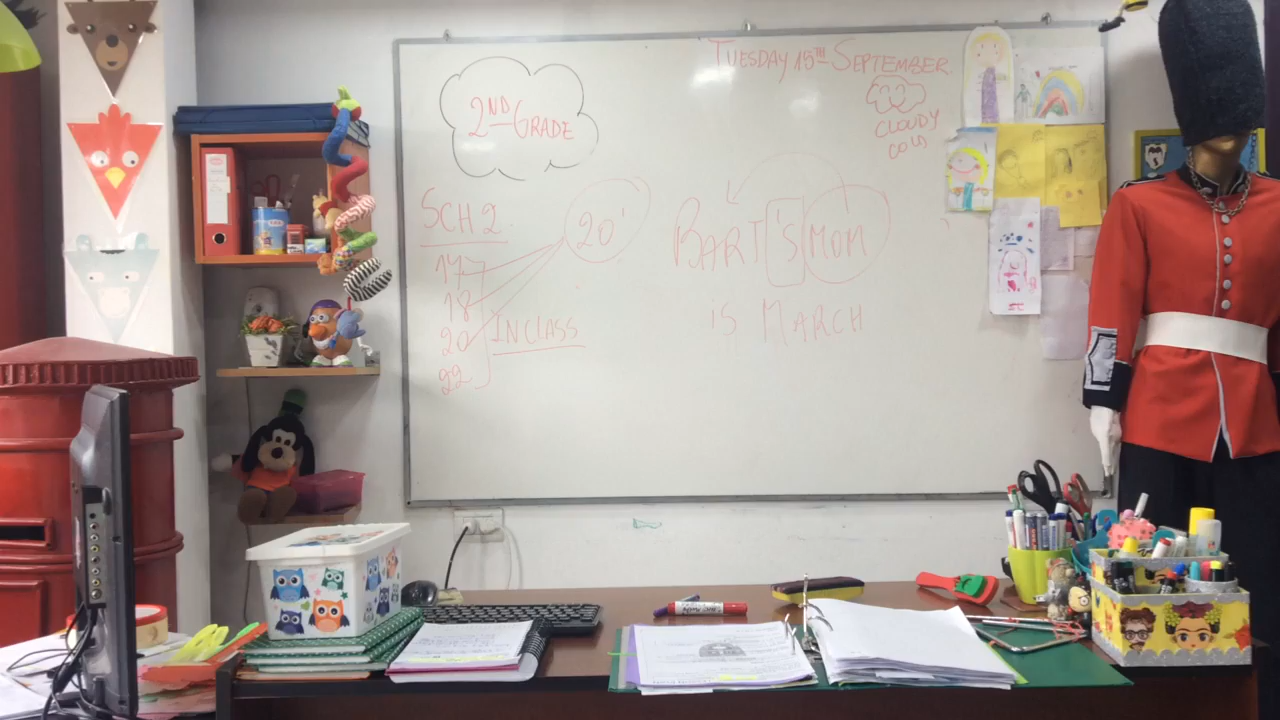 TUESDAY 15TH SEPTEMBER
CLOUDY
COLD
2ND GRADE
SCH 2
17
18
20
22
IN CLASS
20'
BART'S MOM
IS MARCH